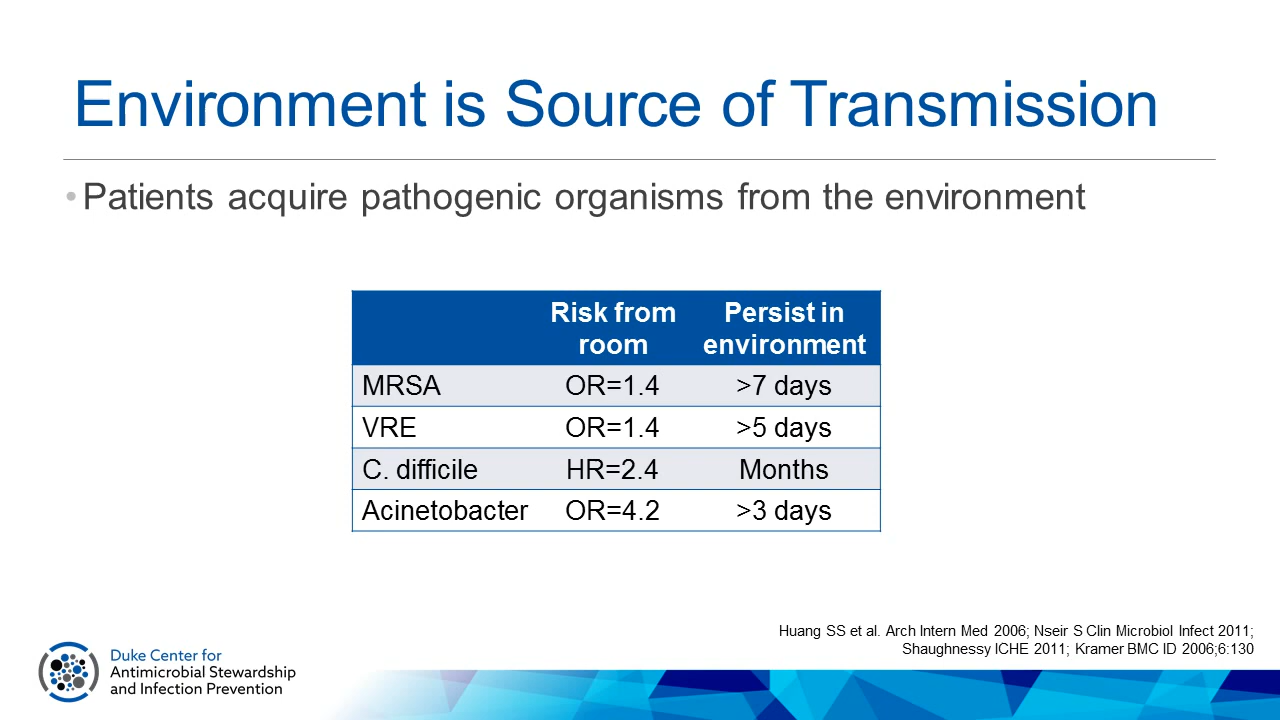 Environment is Source of Transmission
• Patients acquire pathogenic organisms from the environment
Risk from room Persist in environment
MRSA OR=1.4 >7 days
VRE OR=1.4 >5 days
C. difficile HR=2.4 Months
Acinetobacter OR=4.2 >3 days
Huang SS et al. Arch Intern Med 2006; Nseir S Clin Microbiol Infect 2011;
Shaughnessy ICHE 2011; Kramer BMC ID 2006;6:130
Duke Center for
Antimicrobial Stewardship
and Infection Prevention